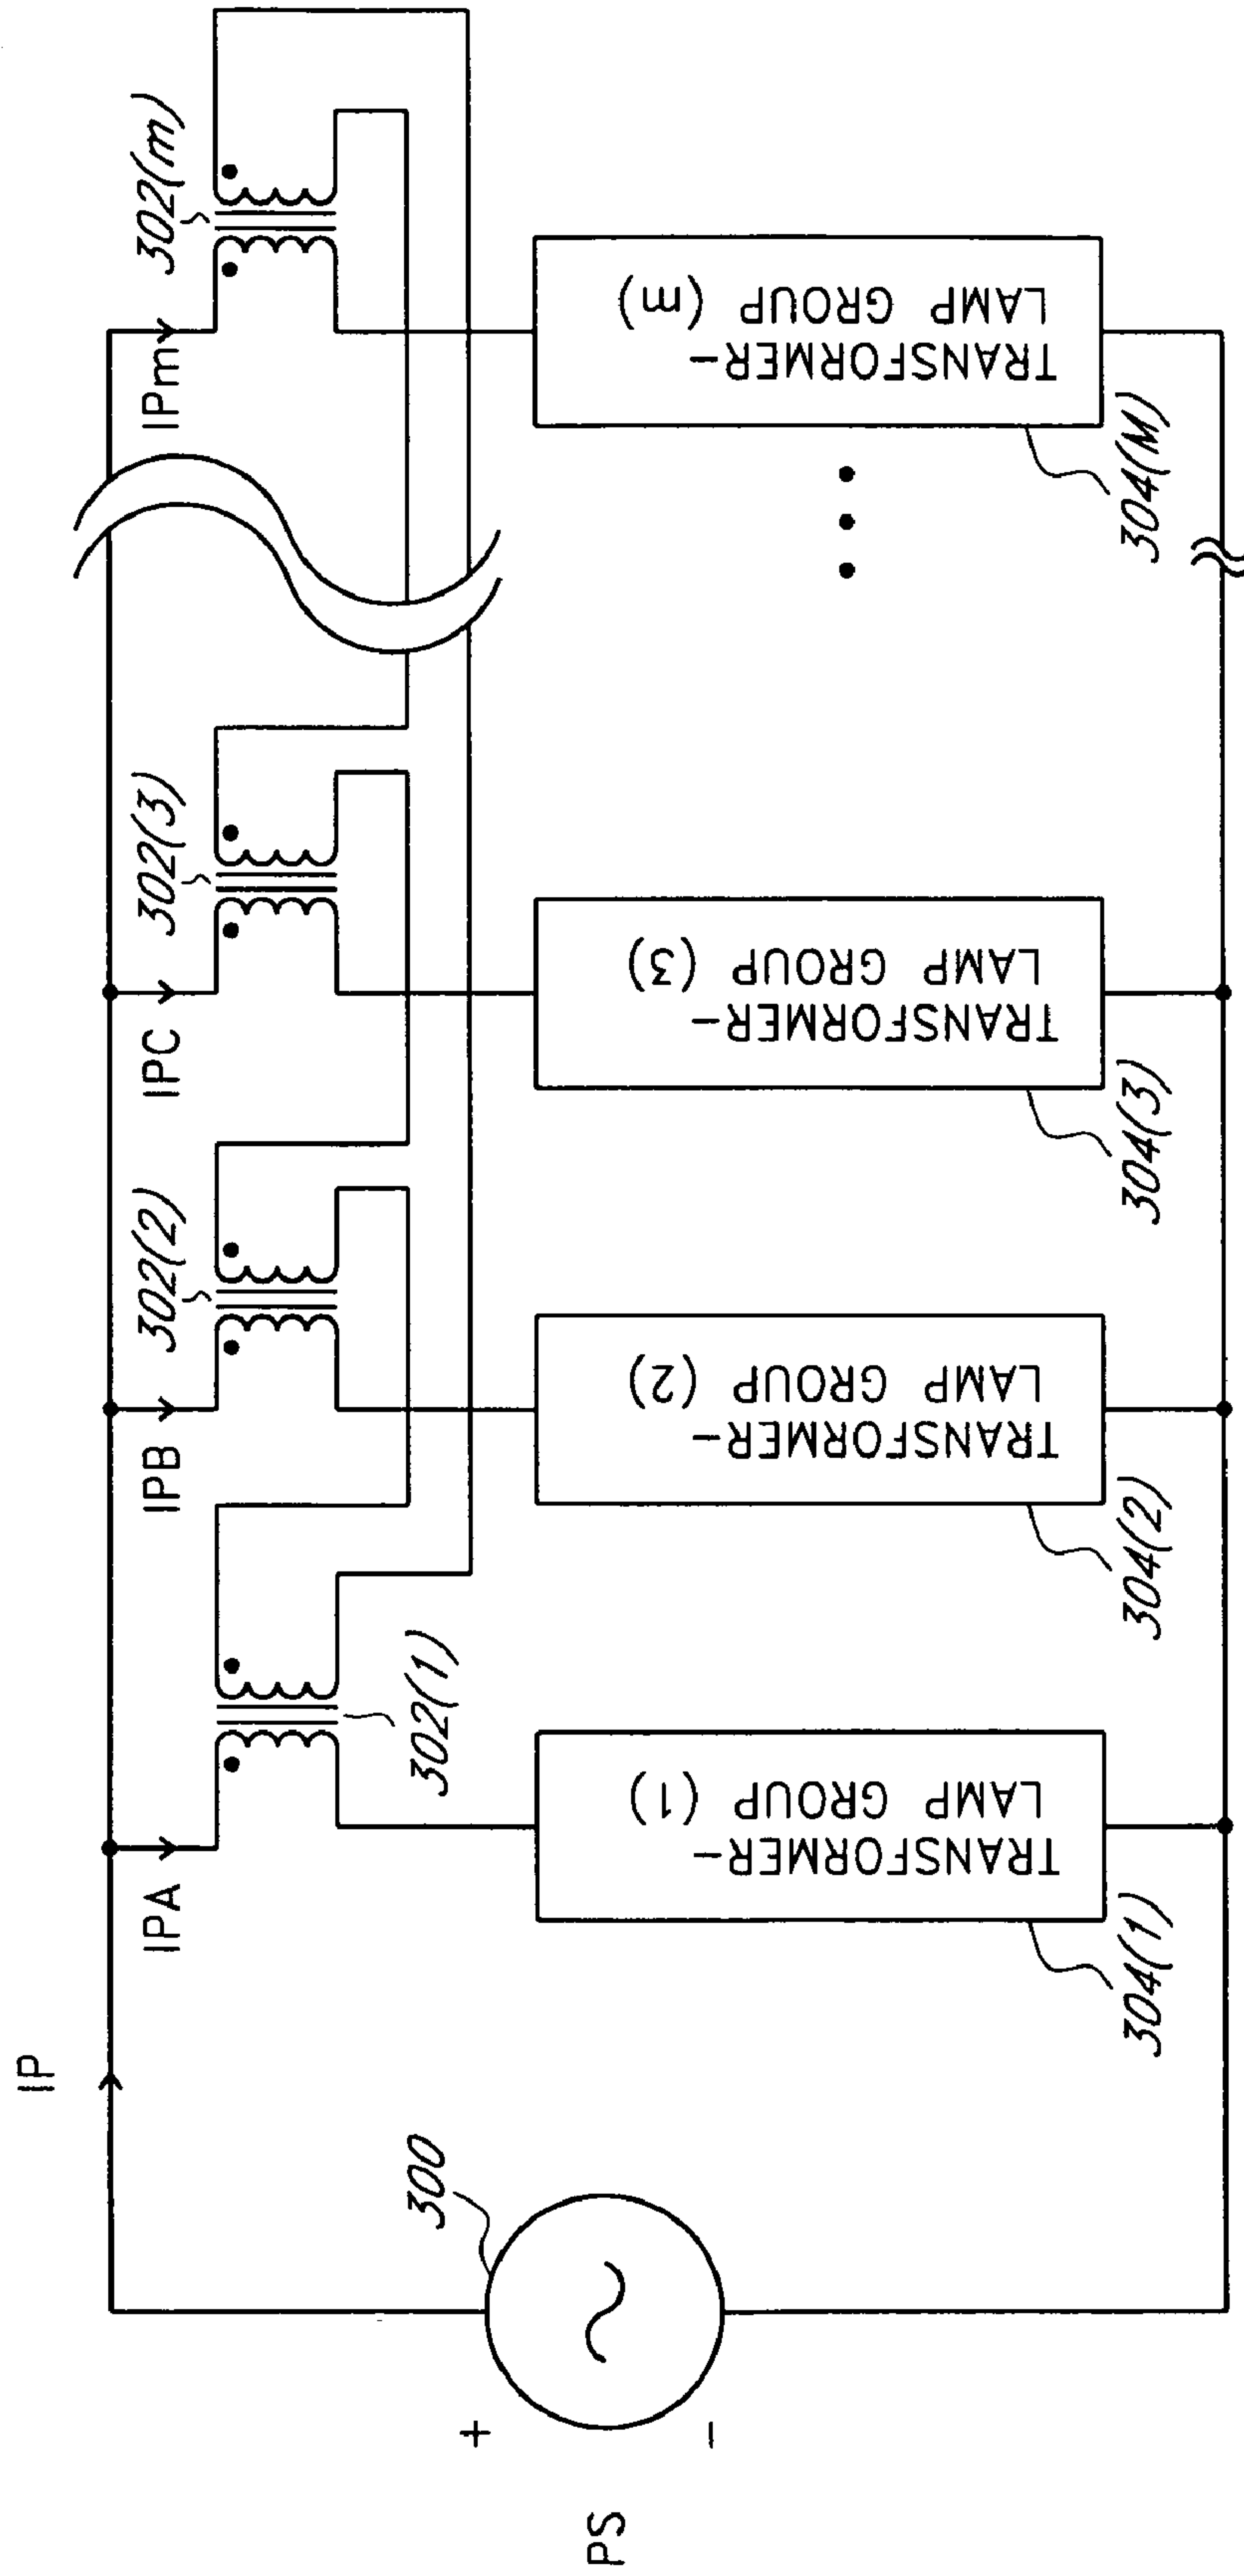 IP
IPA
IPB
IPC
IPm
302(1)
302(2)
302(3)
302(m)
300
+
-
PS
TRANSFORMER-
LAMP GROUP (1)
304(1)
TRANSFORMER-
LAMP GROUP (2)
304(2)
TRANSFORMER-
LAMP GROUP (3)
304(3)
TRANSFORMER-
LAMP GROUP (m)
304(M)